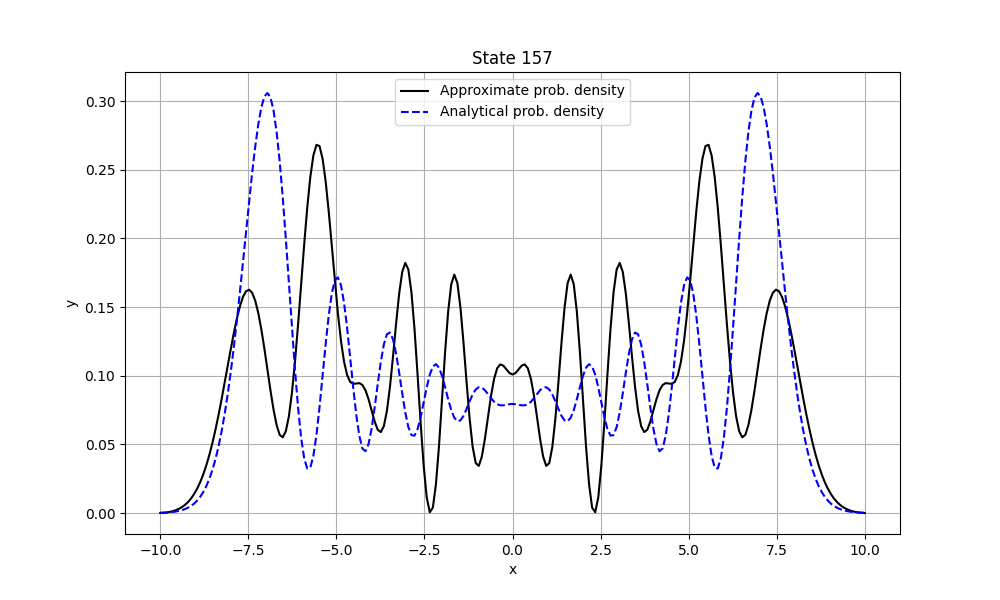 State 157
Approximate prob. density
Analytical prob. density
y
0.30
0.25
0.20
0.15
0.10
0.05
0.00
−10.0 −7.5 −5.0 −2.5 0.0 2.5 5.0 7.5 10.0
x